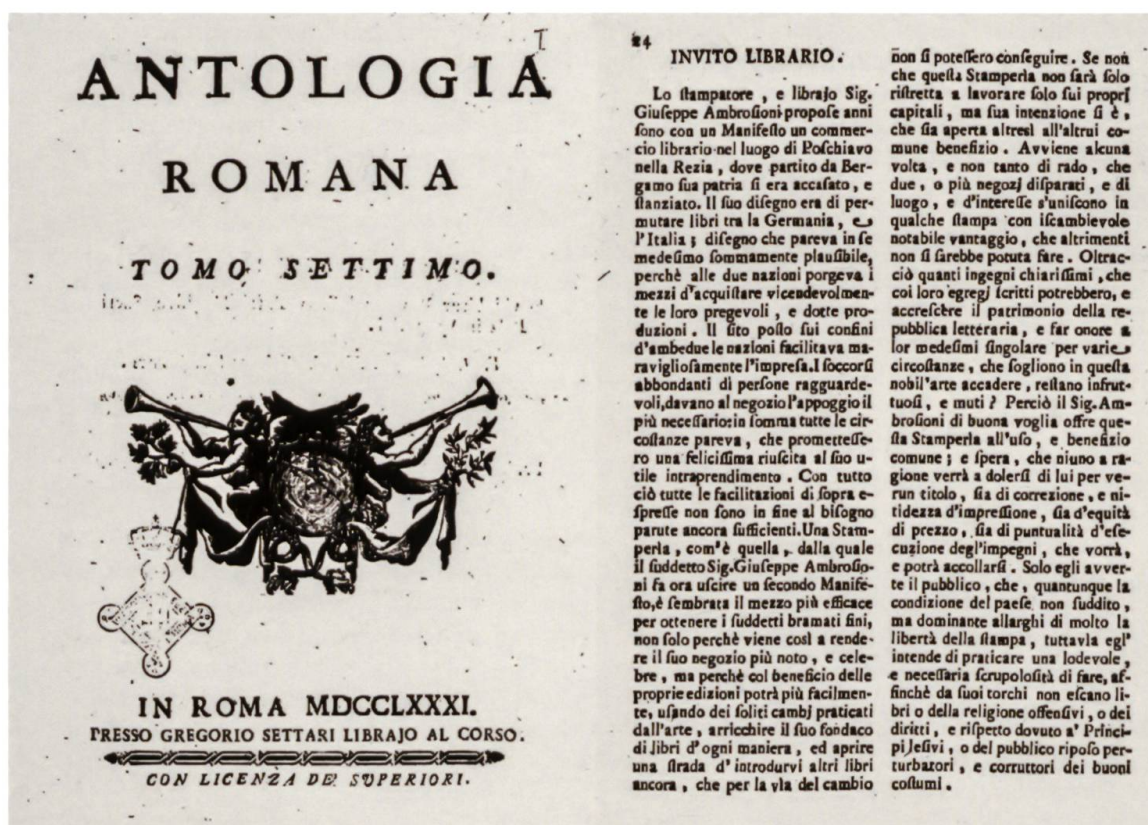 I
ANTOLOGIA
ROMANA
TOMO SETTIMO.
IN ROMA MDCCLXXXI.
PRESSO GREGORIO SETTARI LIBRAJO AL CORSO.
CON LICENZA DE' SUPERIORI.
24
INVITO LIBRARIO.
Lo ſtampatore , e librajo Sig.
Giuſeppe Ambroſioni propoſe anni
ſono con un Manifeſto un commer-
cio librario nel luogo di Poſchiavo
nella Rezia , dove partito da Ber-
gamo ſua patria ſi era accaſato , e
ſtanziato. Il ſuo diſegno era di per-
mutare libri tra la Germania, e
l'Italia ; diſegno che pareva in ſe
medeſimo ſommamente plauſibile,
perchè alle due nazioni porgeva i
mezzi d'acquiſtare vicendevolmen-
te le loro pregevoli , e dotte pro-
duzioni . Il ſito poſto ſui confini
d'ambedue le nazioni facilitava ma-
raviglioſamente l'impreſa. I ſoccorſi
abbondanti di perſone ragguarde-
voli,davano al negozio l'appoggio il
più neceſſario: in ſomma tutte le cir-
coſtanze pareva , che prometteſſe-
ro una feliciſſima riuſcita al ſuo u-
tile intraprendimento . Con tutto
ciò tutte le facilitazioni di ſopra e-
ſpreſſe non ſono in fine al biſogno
parute ancora ſufficienti. Una Stam-
perìa , com'è quella , dalla quale
il ſuddetto Sig. Giuſeppe Ambroſio-
ni fa ora uſcire un ſecondo Manife-
ſto,è ſembrata il mezzo più efficace
per ottenere i ſuddetti bramati fini,
non ſolo perchè viene così a rende-
re il ſuo negozio più noto , e cele-
bre , ma perchè col beneficio delle
proprie edizioni potrà più facilmen-
te, uſando dei ſoliti cambj praticati
dall'arte , arricchire il ſuo fondaco
di libri d'ogni maniera , ed aprire
una ſtrada d'introdurvi altri libri
ancora , che per la via del cambio
non ſi poteſſero conſeguire . Se non
che queſta Stamperìa non ſarà ſolo
riſtretta a lavorare ſolo ſui proprj
capitali , ma ſua intenzione ſi è ,
che ſia aperta altresì all'altrui co-
mune benefizio . Avviene alcuna
volta , e non tanto di rado , che
due , o più negozj diſparati , e di
luogo , e d'intereſſe s'uniſcono in
qualche ſtampa con iſcambievole
notabile vantaggio , che altrimenti
non ſi ſarebbe potuta fare . Oltrac-
ciò quanti ingegni chiariſſimi , che
coi loro egregj ſcritti potrebbero, e
accreſcere il patrimonio della re-
pubblica letteraria , e far onore a
lor medeſimi ſingolare per varie
circoſtanze , che ſogliono in queſta
nobil'arte accadere , reſtano infrut-
tuoſi , e muti ? Perciò il Sig. Am-
broſioni di buona voglia offre que-
ſta Stamperìa all'uſo , e benefizio
comune ; e ſpera , che niuno a ra-
gione verrà a dolerſi di lui per ve-
run titolo , ſia di correzione , e ni-
tidezza d'impreſſione , ſia d'equità
di prezzo , ſia di puntualità d'eſe-
cuzione degl'impegni , che vorrà,
e potrà accollarſi . Solo egli avver-
te il pubblico , che , quantunque la
condizione del paeſe non ſuddito ,
ma dominante allarghi di molto la
libertà della ſtampa , tuttavìa egl'
intende di praticare una lodevole ,
e neceſſaria ſcrupoloſità di fare, af-
finchè da ſuoi torchi non eſcano li-
bri o della religione offenſivi , o dei
diritti , e riſpetto dovuto a' Princi-
pi leſivi , o del pubblico ripoſo per-
turbatori , e corruttori dei buoni
coſtumi .